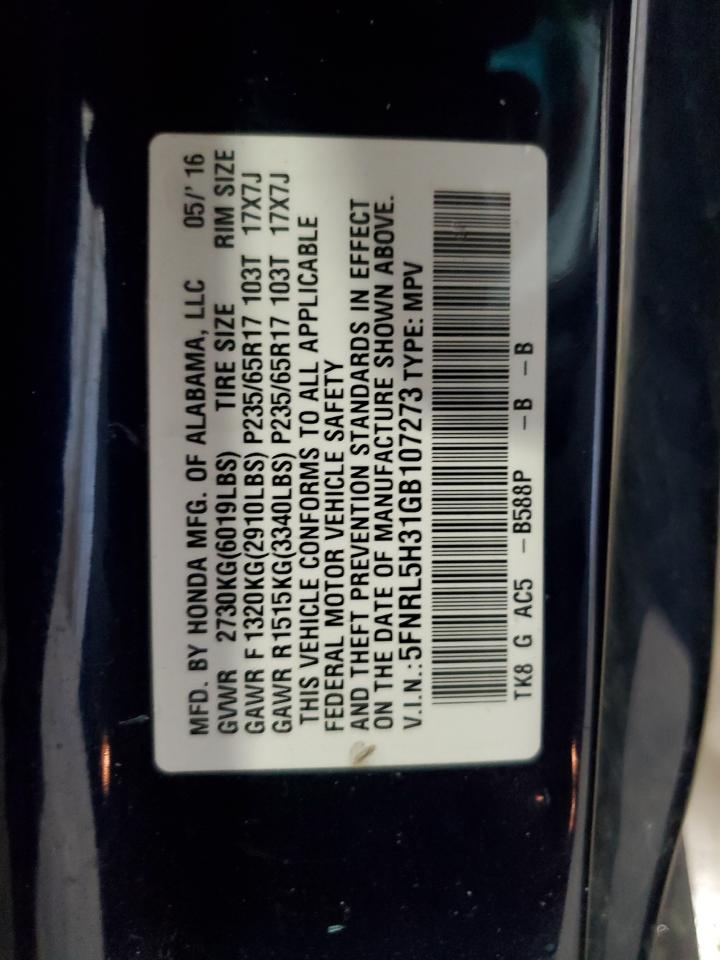 MFD. BY HONDA MFG. OF ALABAMA, LLC 05/' 16
GVWR 2730KG(6019LBS) TIRE SIZE RIM SIZE
GAWR F 1320KG(2910LBS) P235/65R17 103T 17X7J
GAWR R1515KG(3340LBS) P235/65R17 103T 17X7J
THIS VEHICLE CONFORMS TO ALL APPLICABLE
FEDERAL MOTOR VEHICLE SAFETY
AND THEFT PREVENTION STANDARDS IN EFFECT
ON THE DATE OF MANUFACTURE SHOWN ABOVE.
V.I.N.:5FNRL5H31GB107273 TYPE: MPV
TK8 G AC5 -B588P -B -B